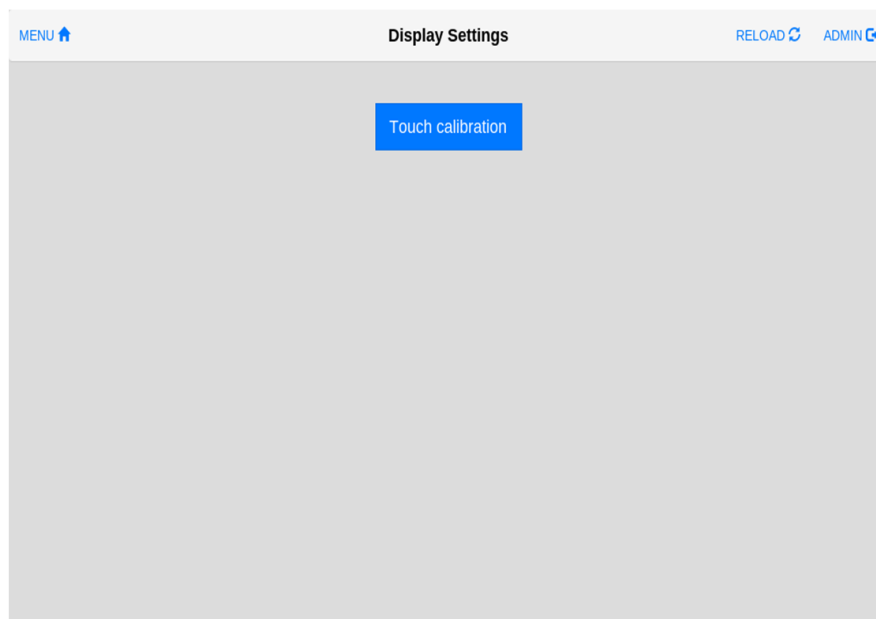 MENU
Display Settings
RELOAD
ADMIN
Touch calibration